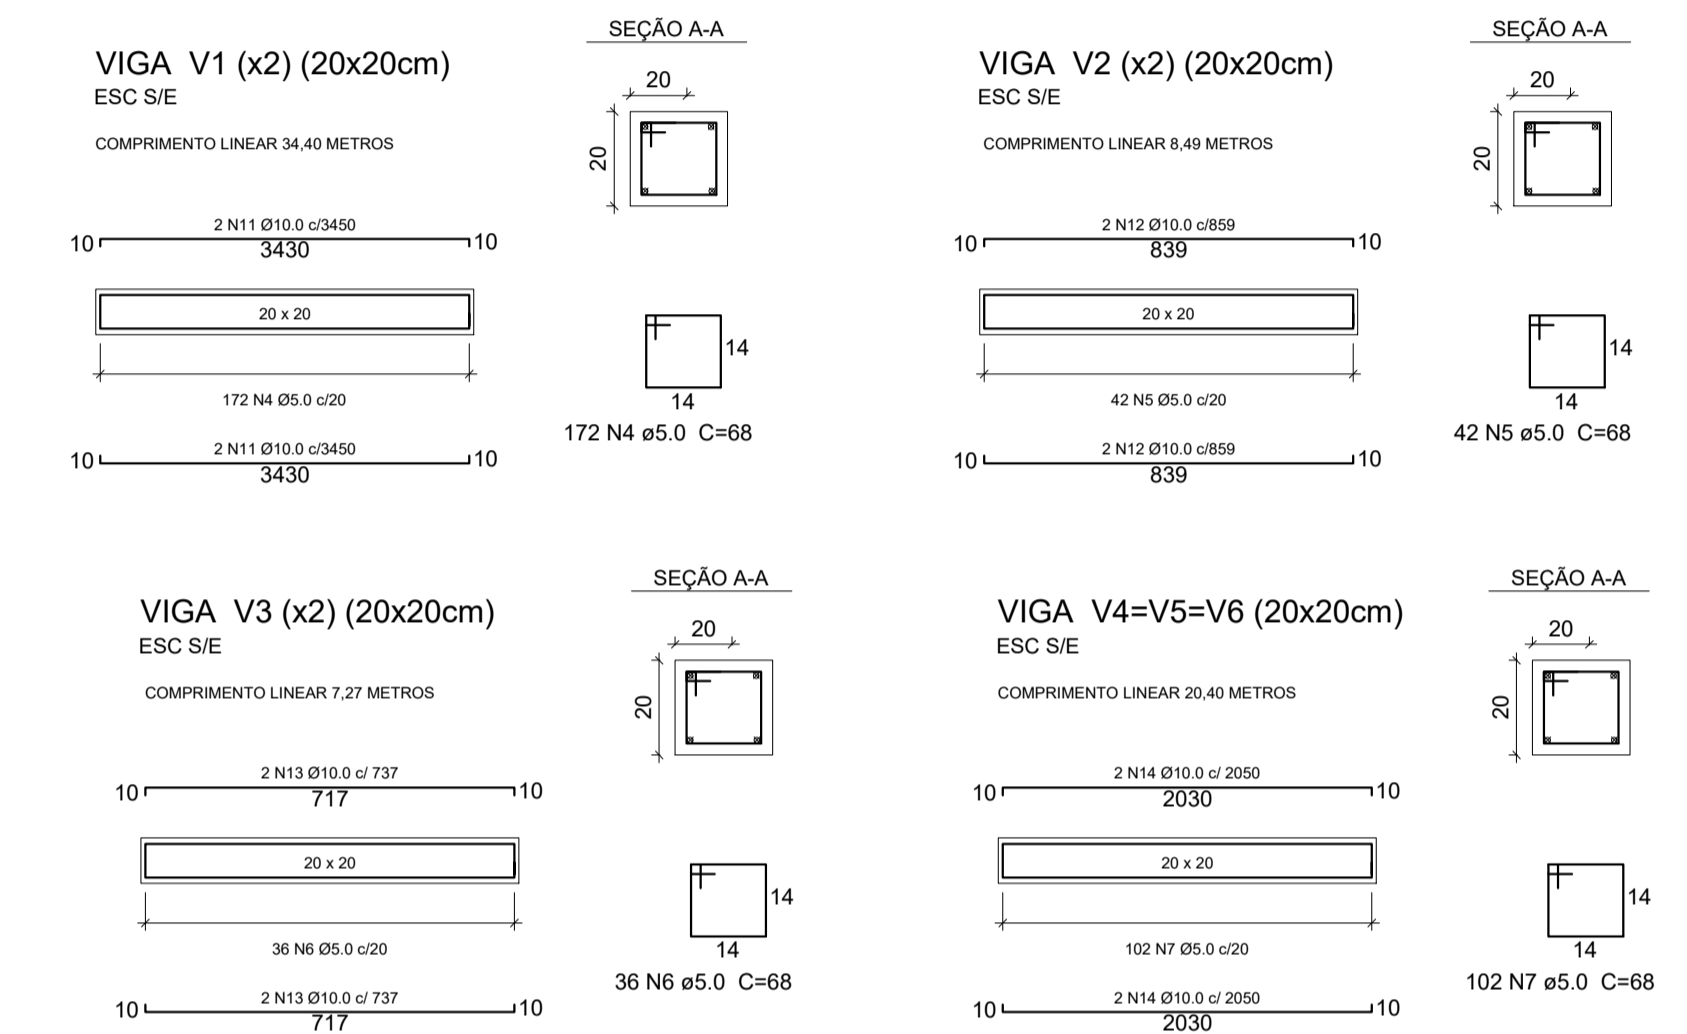 VIGA V1 (x2) (20x20cm)
ESC S/E
COMPRIMENTO LINEAR 34,40 METROS
2 N11 Ø10.0 c/3450
10 10
3430
20 x 20
172 N4 Ø5.0 c/20
2 N11 Ø10.0 c/3450
10 10
3430
SEÇÃO A-A
20
20
14
14
172 N4 ø5.0 C=68
VIGA V2 (x2) (20x20cm)
ESC S/E
COMPRIMENTO LINEAR 8,49 METROS
2 N12 Ø10.0 c/859
10 10
839
20 x 20
42 N5 Ø5.0 c/20
2 N12 Ø10.0 c/859
10 10
839
SEÇÃO A-A
20
20
14
14
42 N5 ø5.0 C=68
VIGA V3 (x2) (20x20cm)
ESC S/E
COMPRIMENTO LINEAR 7,27 METROS
2 N13 Ø10.0 c/ 737
10 10
717
20 x 20
36 N6 Ø5.0 c/20
2 N13 Ø10.0 c/ 737
10 10
717
SEÇÃO A-A
20
20
14
14
36 N6 ø5.0 C=68
VIGA V4=V5=V6 (20x20cm)
ESC S/E
COMPRIMENTO LINEAR 20,40 METROS
2 N14 Ø10.0 c/ 2050
10 10
2030
20 x 20
102 N7 Ø5.0 c/20
2 N14 Ø10.0 c/ 2050
10 10
2030
SEÇÃO A-A
20
20
14
14
102 N7 ø5.0 C=68